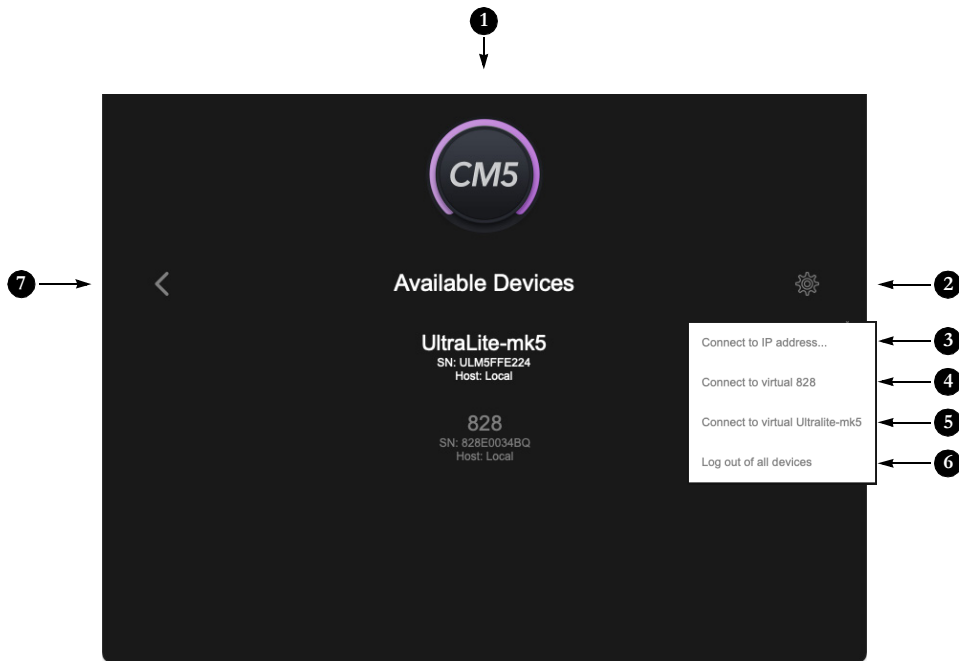 1
CM5
7
Available Devices
2
UltraLite-mk5
SN: ULM5FFE224
Host: Local
828
SN: 828E0034BQ
Host: Local
Connect to IP address...
3
Connect to virtual 828
4
Connect to virtual Ultralite-mk5
5
Log out of all devices
6